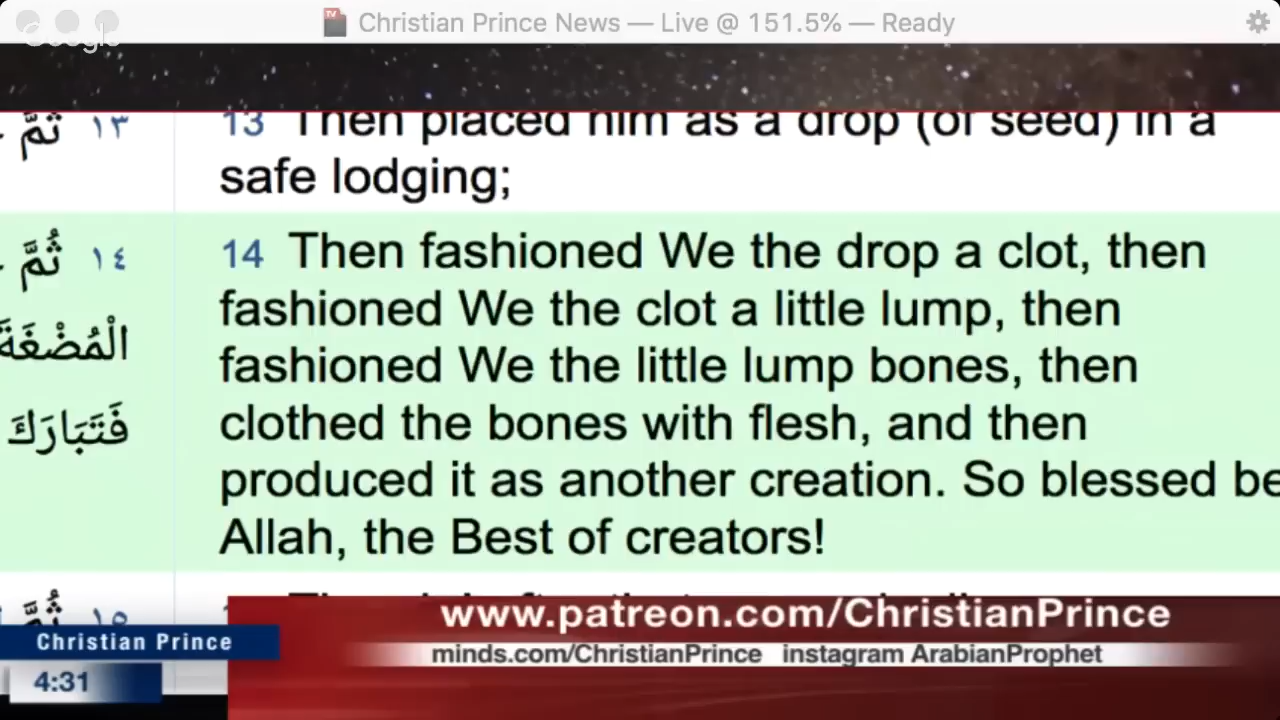 Christian Prince News — Live @ 151.5% — Ready
Google
١٣ ثُمَّ
13 Then placed him as a drop (of seed) in a
safe lodging;
١٤ ثُمَّ
الْمُضْغَةَ
فَتَبَارَكَ
14 Then fashioned We the drop a clot, then
fashioned We the clot a little lump, then
fashioned We the little lump bones, then
clothed the bones with flesh, and then
produced it as another creation. So blessed be
Allah, the Best of creators!
١٥ ثُمَّ
www.patreon.com/ChristianPrince
minds.com/ChristianPrince instagram ArabianProphet
Christian Prince
4:31